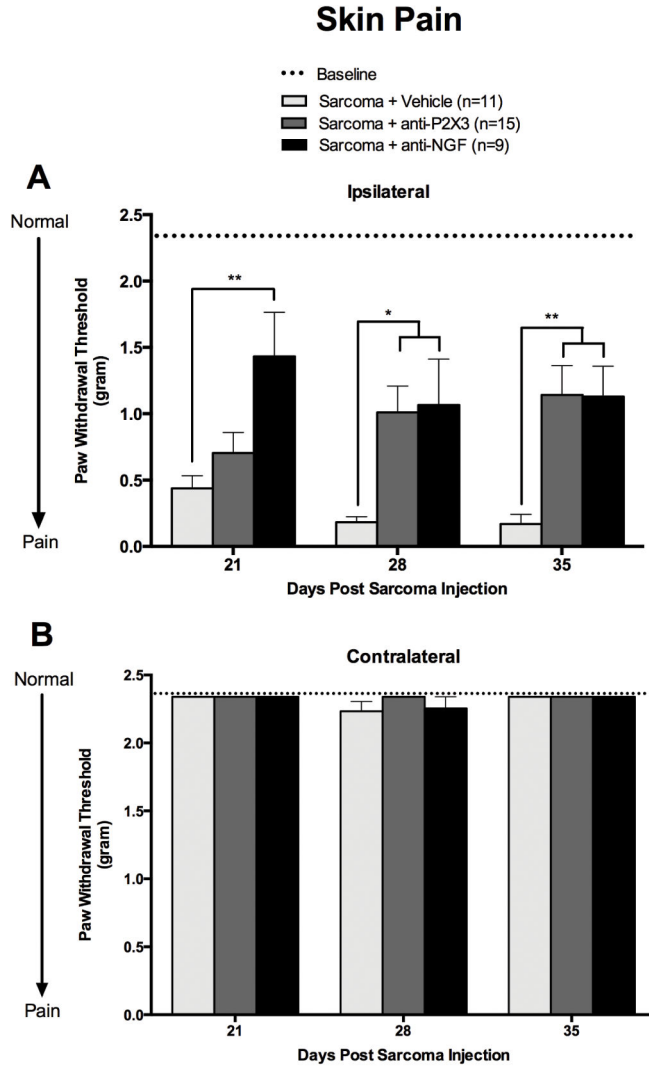 Skin Pain
Baseline
Sarcoma + Vehicle (n=11)
Sarcoma + anti-P2X3 (n=15)
Sarcoma + anti-NGF (n=9)
A
Ipsilateral
Normal
Pain
Paw Withdrawal Threshold
(gram)
2.5
2.0
1.5
1.0
0.5
0.0
**
*
**
21
28
35
Days Post Sarcoma Injection
B
Contralateral
Normal
Pain
Paw Withdrawal Threshold
(gram)
2.5
2.0
1.5
1.0
0.5
0.0
21
28
35
Days Post Sarcoma Injection